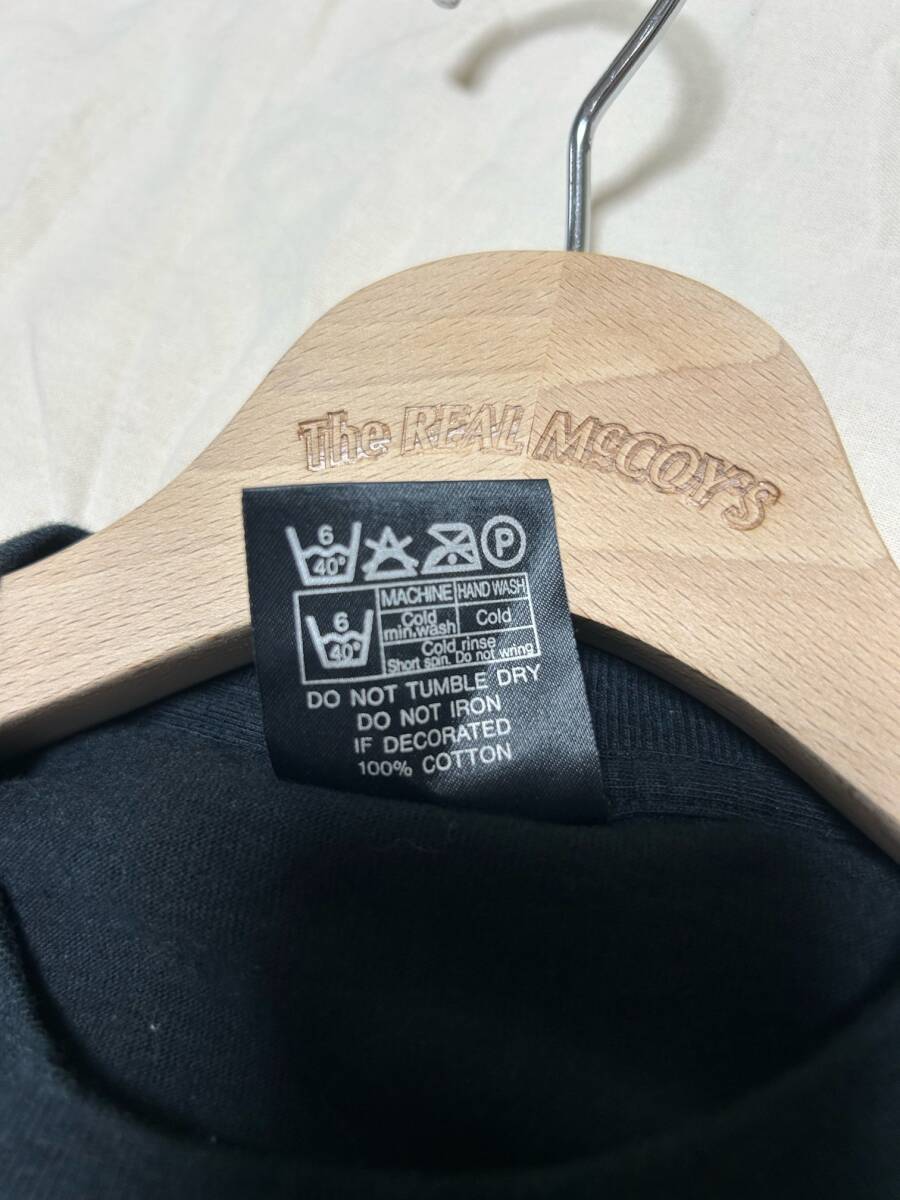 The REAL McCOY'S
6
40°
P
MACHINE HAND WASH
6
40°
Cold
min.wash
Cold
Cold rinse
Short spin. Do not wring
DO NOT TUMBLE DRY
DO NOT IRON
IF DECORATED
100% COTTON